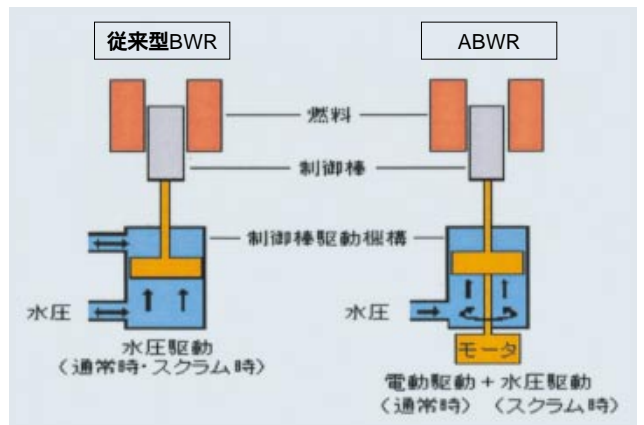 従来型BWR
ABWR
燃料
制御棒
制御棒駆動機構
水圧
水圧
モータ
水圧駆動
（通常時・スクラム時）
電動駆動＋水圧駆動
（通常時）（スクラム時）